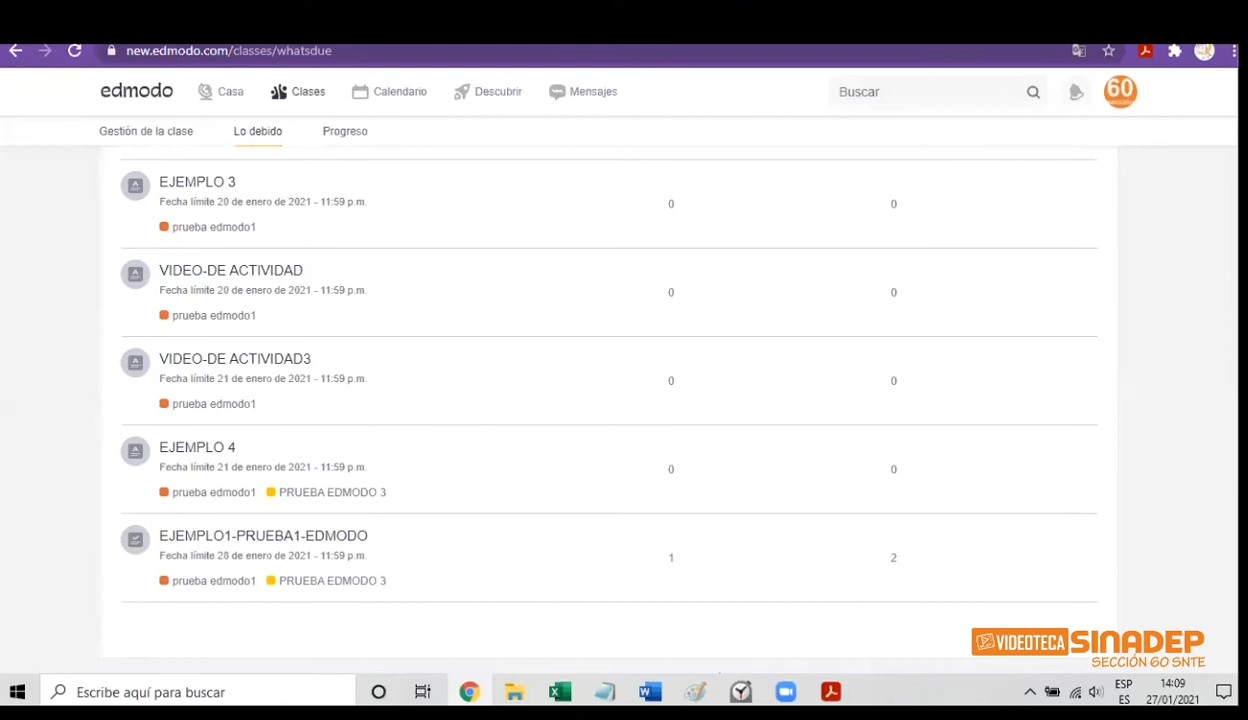 new.edmodo.com/classes/whatsdue
edmodo Casa Clases Calendario Descubrir Mensajes Buscar 60
Gestión de la clase Lo debido Progreso
EJEMPLO 3
Fecha límite 20 de enero de 2021 - 11:59 p.m.
0 0
prueba edmodo1
VIDEO-DE ACTIVIDAD
Fecha límite 20 de enero de 2021 - 11:59 p.m.
0 0
prueba edmodo1
VIDEO-DE ACTIVIDAD3
Fecha límite 21 de enero de 2021 - 11:59 p.m.
0 0
prueba edmodo1
EJEMPLO 4
Fecha límite 21 de enero de 2021 - 11:59 p.m.
0 0
prueba edmodo1 PRUEBA EDMODO 3
EJEMPLO1-PRUEBA1-EDMODO
Fecha límite 28 de enero de 2021 - 11:59 p.m.
1 2
prueba edmodo1 PRUEBA EDMODO 3
VIDEOTECA SINADEP
SECCIÓN 60 SNTE
Escribe aquí para buscar
ESP
ES
14:09
27/01/2021